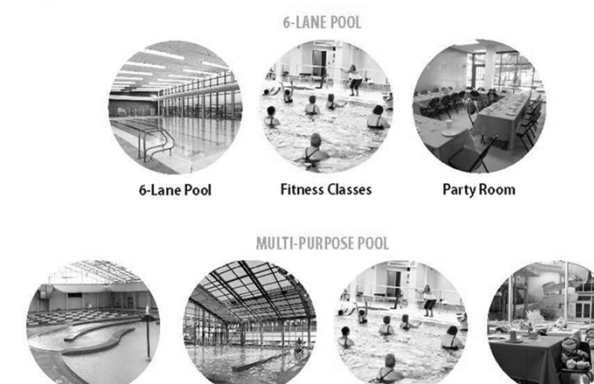 6-LANE POOL
6-Lane Pool
Fitness Classes
Party Room
MULTI-PURPOSE POOL